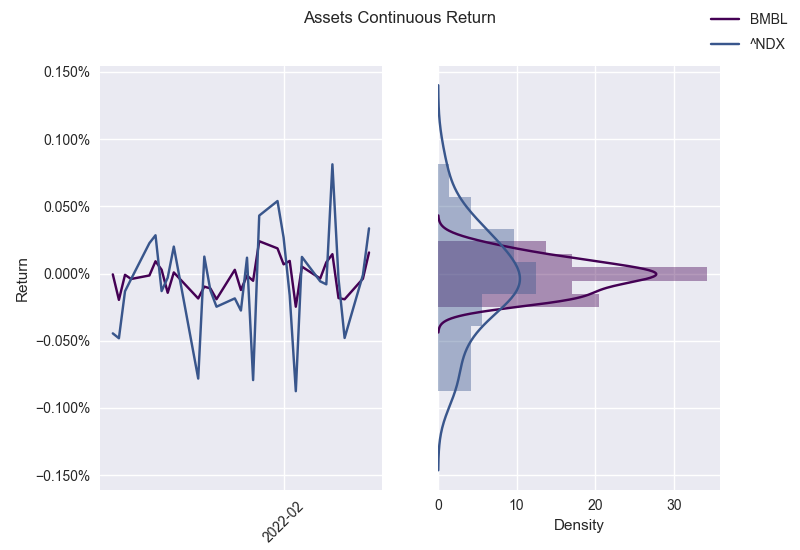 Assets Continuous Return
BMBL
^NDX
0.150%
0.100%
0.050%
0.000%
−0.050%
−0.100%
−0.150%
Return
2022-02
0
10
20
30
Density